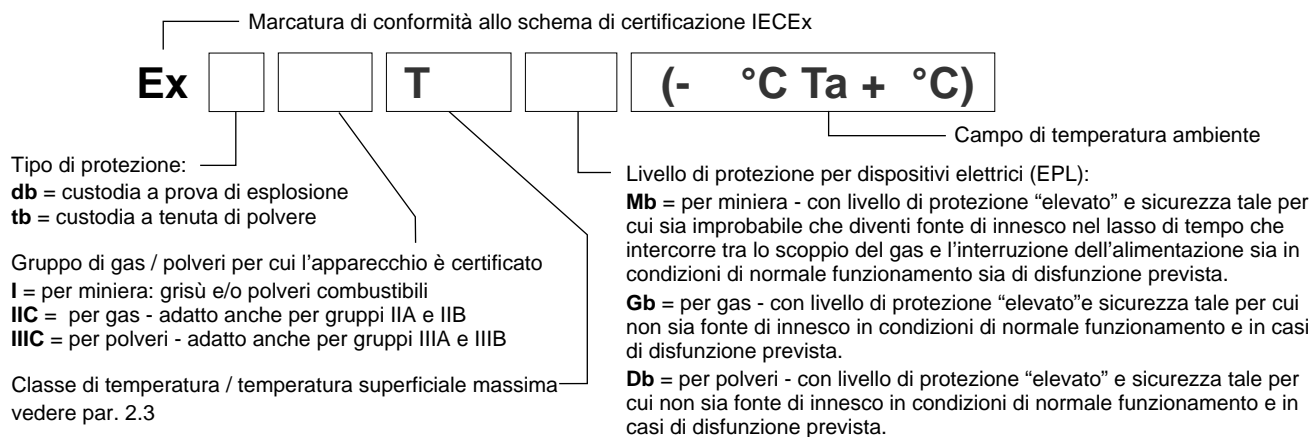 Marcatura di conformità allo schema di certificazione IECEx
Ex T (- °C Ta + °C)
Campo di temperatura ambiente
Tipo di protezione:
db = custodia a prova di esplosione
tb = custodia a tenuta di polvere
Gruppo di gas / polveri per cui l'apparecchio è certificato
I = per miniera: grisù e/o polveri combustibili
IIC = per gas - adatto anche per gruppi IIA e IIB
IIIC = per polveri - adatto anche per gruppi IIIA e IIIB
Classe di temperatura / temperatura superficiale massima
vedere par. 2.3
Livello di protezione per dispositivi elettrici (EPL):
Mb = per miniera - con livello di protezione “elevato” e sicurezza tale per
cui sia improbabile che diventi fonte di innesco nel lasso di tempo che
intercorre tra lo scoppio del gas e l’interruzione dell’alimentazione sia in
condizioni di normale funzionamento sia di disfunzione prevista.
Gb = per gas - con livello di protezione “elevato”e sicurezza tale per cui
non sia fonte di innesco in condizioni di normale funzionamento e in casi
di disfunzione prevista.
Db = per polveri - con livello di protezione “elevato” e sicurezza tale per
cui non sia fonte di innesco in condizioni di normale funzionamento e in
casi di disfunzione prevista.